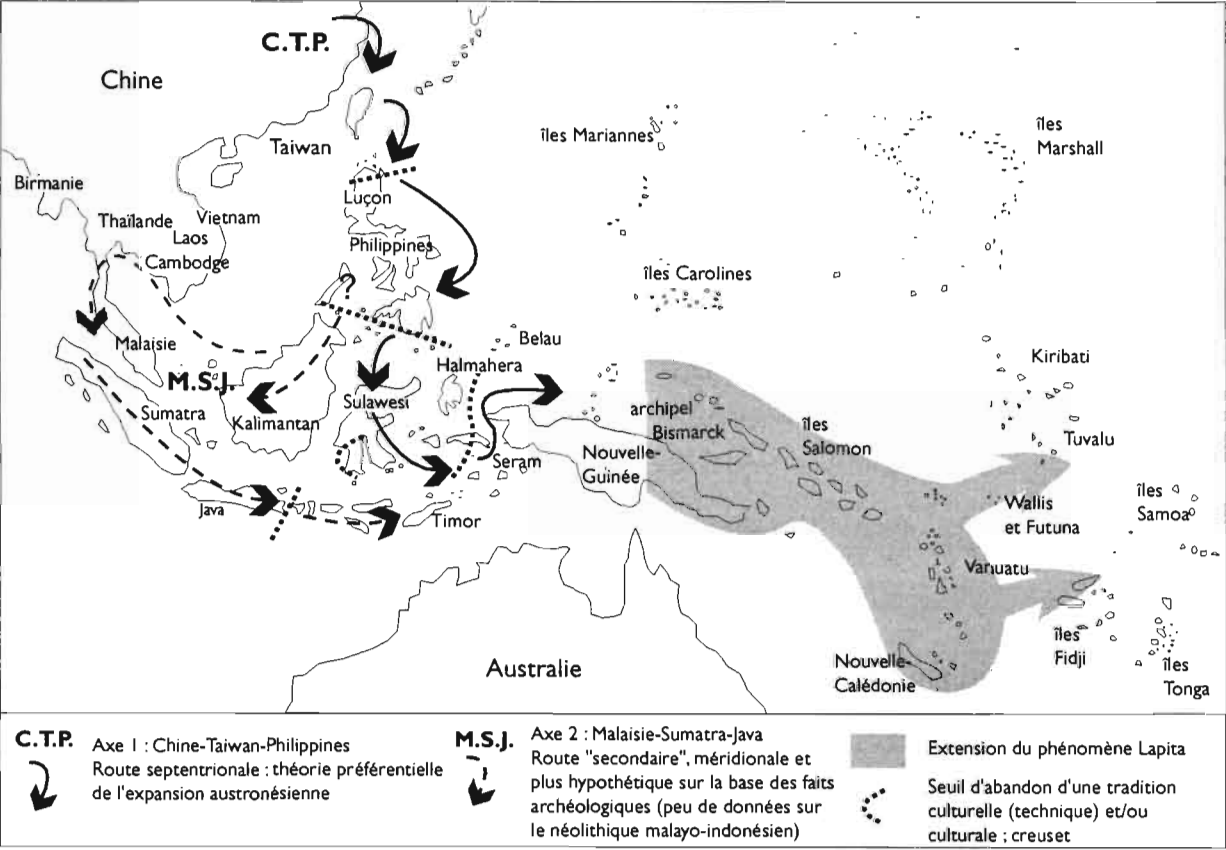 C.T.P.
Chine
Taiwan
îles Mariannes
îles
Marshall
Birmanie
Luçon
Thaïlande
Vietnam
Laos
Cambodge
Philippines
îles Carolines
Malaisie
Belau
Halmahera
Kiribati
M.S.J.
Sumatra
Kalimantan
Sulawesi
archipel
Bismarck
îles
Salomon
Tuvalu
Seram
Nouvelle-
Guinée
Java
Timor
Wallis
et Futuna
îles
Samoa
Vanuatu
Australie
Nouvelle-
Calédonie
îles
Fidji
îles
Tonga
C.T.P.
Axe 1 : Chine-Taiwan-Philippines
Route septentrionale : théorie préférentielle
de l'expansion austronésienne
M.S.J.
Axe 2 : Malaisie-Sumatra-Java
Route "secondaire", méridionale et
plus hypothétique sur la base des faits
archéologiques (peu de données sur
le néolithique malayo-indonésien)
Extension du phénomène Lapita
Seuil d'abandon d'une tradition
culturelle (technique) et/ou
culturale ; creuset